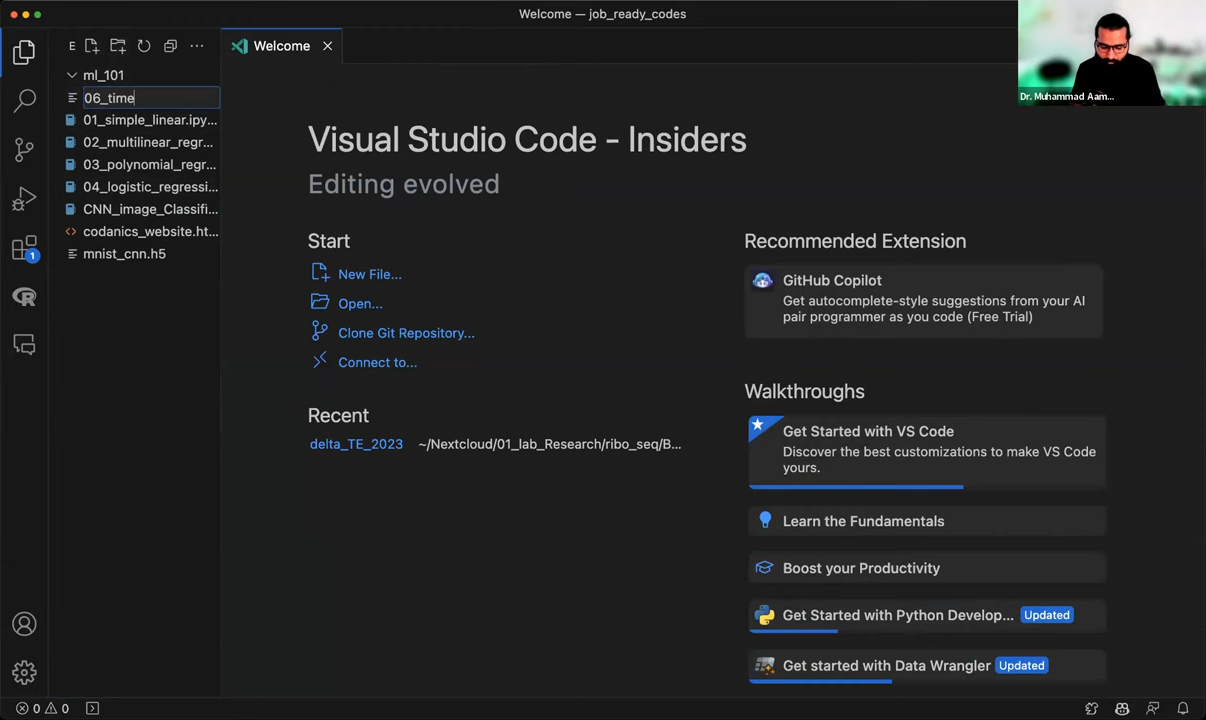 Welcome — job_ready_codes
E
Welcome
ml_101
06_time
01_simple_linear.ipy...
02_multilinear_regr...
03_polynomial_regr...
04_logistic_regressi...
CNN_image_Classifi...
codanics_website.ht...
mnist_cnn.h5
1
Visual Studio Code - Insiders
Editing evolved
Start
New File...
Open...
Clone Git Repository...
Connect to...
Recent
delta_TE_2023 ~/Nextcloud/01_lab_Research/ribo_seq/B...
Recommended Extension
GitHub Copilot
Get autocomplete-style suggestions from your AI
pair programmer as you code (Free Trial)
Walkthroughs
Get Started with VS Code
Discover the best customizations to make VS Code
yours.
Learn the Fundamentals
Boost your Productivity
Get Started with Python Develop... Updated
Get started with Data Wrangler Updated
Dr. Muhammad Aam...
0 0